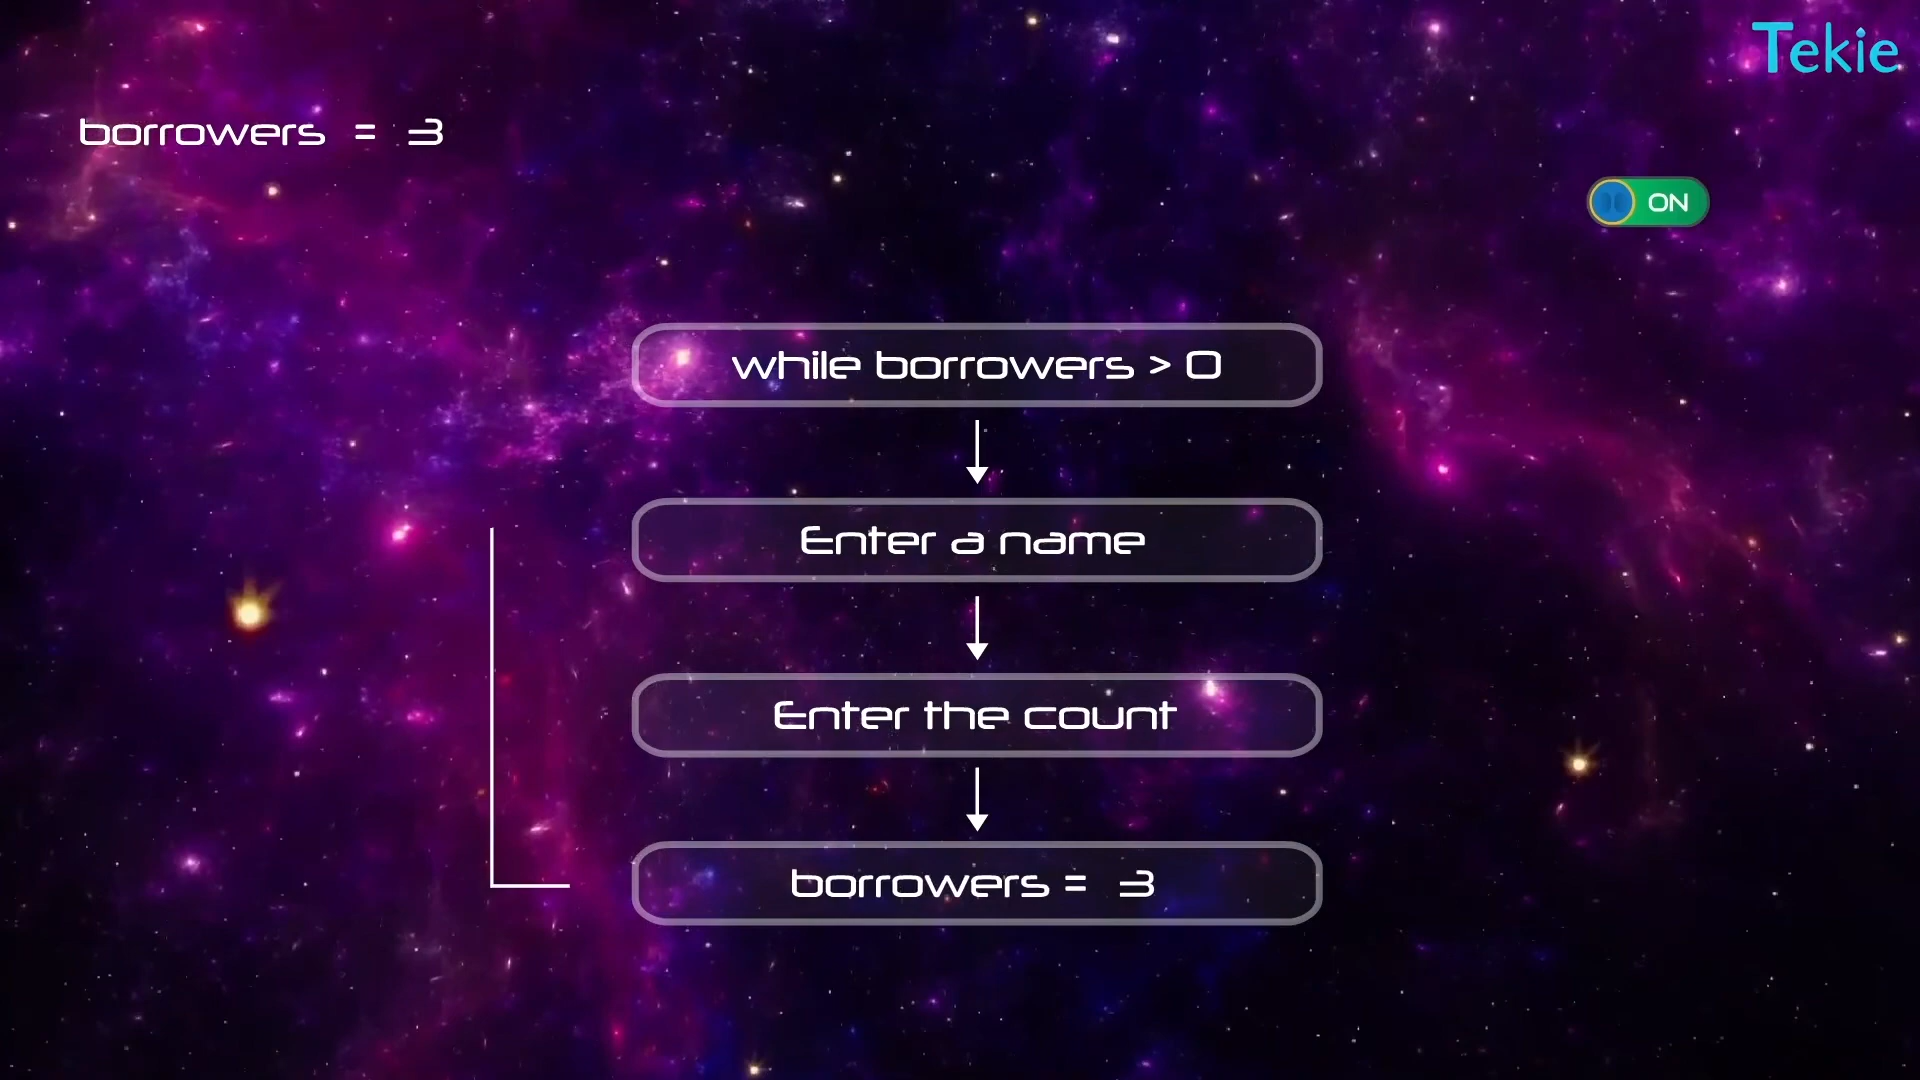 Tekie
borrowers = 3
ON
while borrowers > 0
Enter a name
Enter the count
borrowers = 3